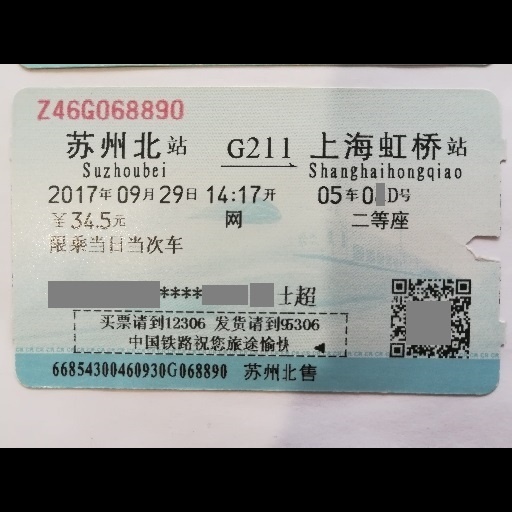 Z46G068890
苏州北站 G211 上海虹桥站
Suzhoubei Shanghaihongqiao
2017年09月29日 14:17开 05车0 D号
￥34.5元 网 二等座
限乘当日当次车
**** 士超
买票请到12306 发货请到95306
中国铁路祝您旅途愉快
66854300460930G068890 苏州北售